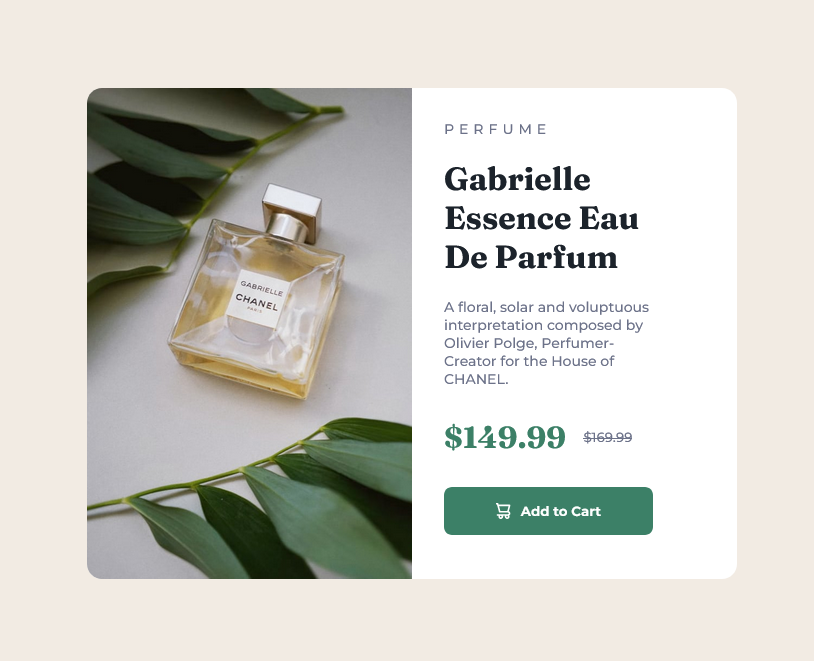 GABRIELLE
CHANEL
PARIS
PERFUME
Gabrielle
Essence Eau
De Parfum
A floral, solar and voluptuous
interpretation composed by
Olivier Polge, Perfumer-
Creator for the House of
CHANEL.
$149.99 $169.99
Add to Cart